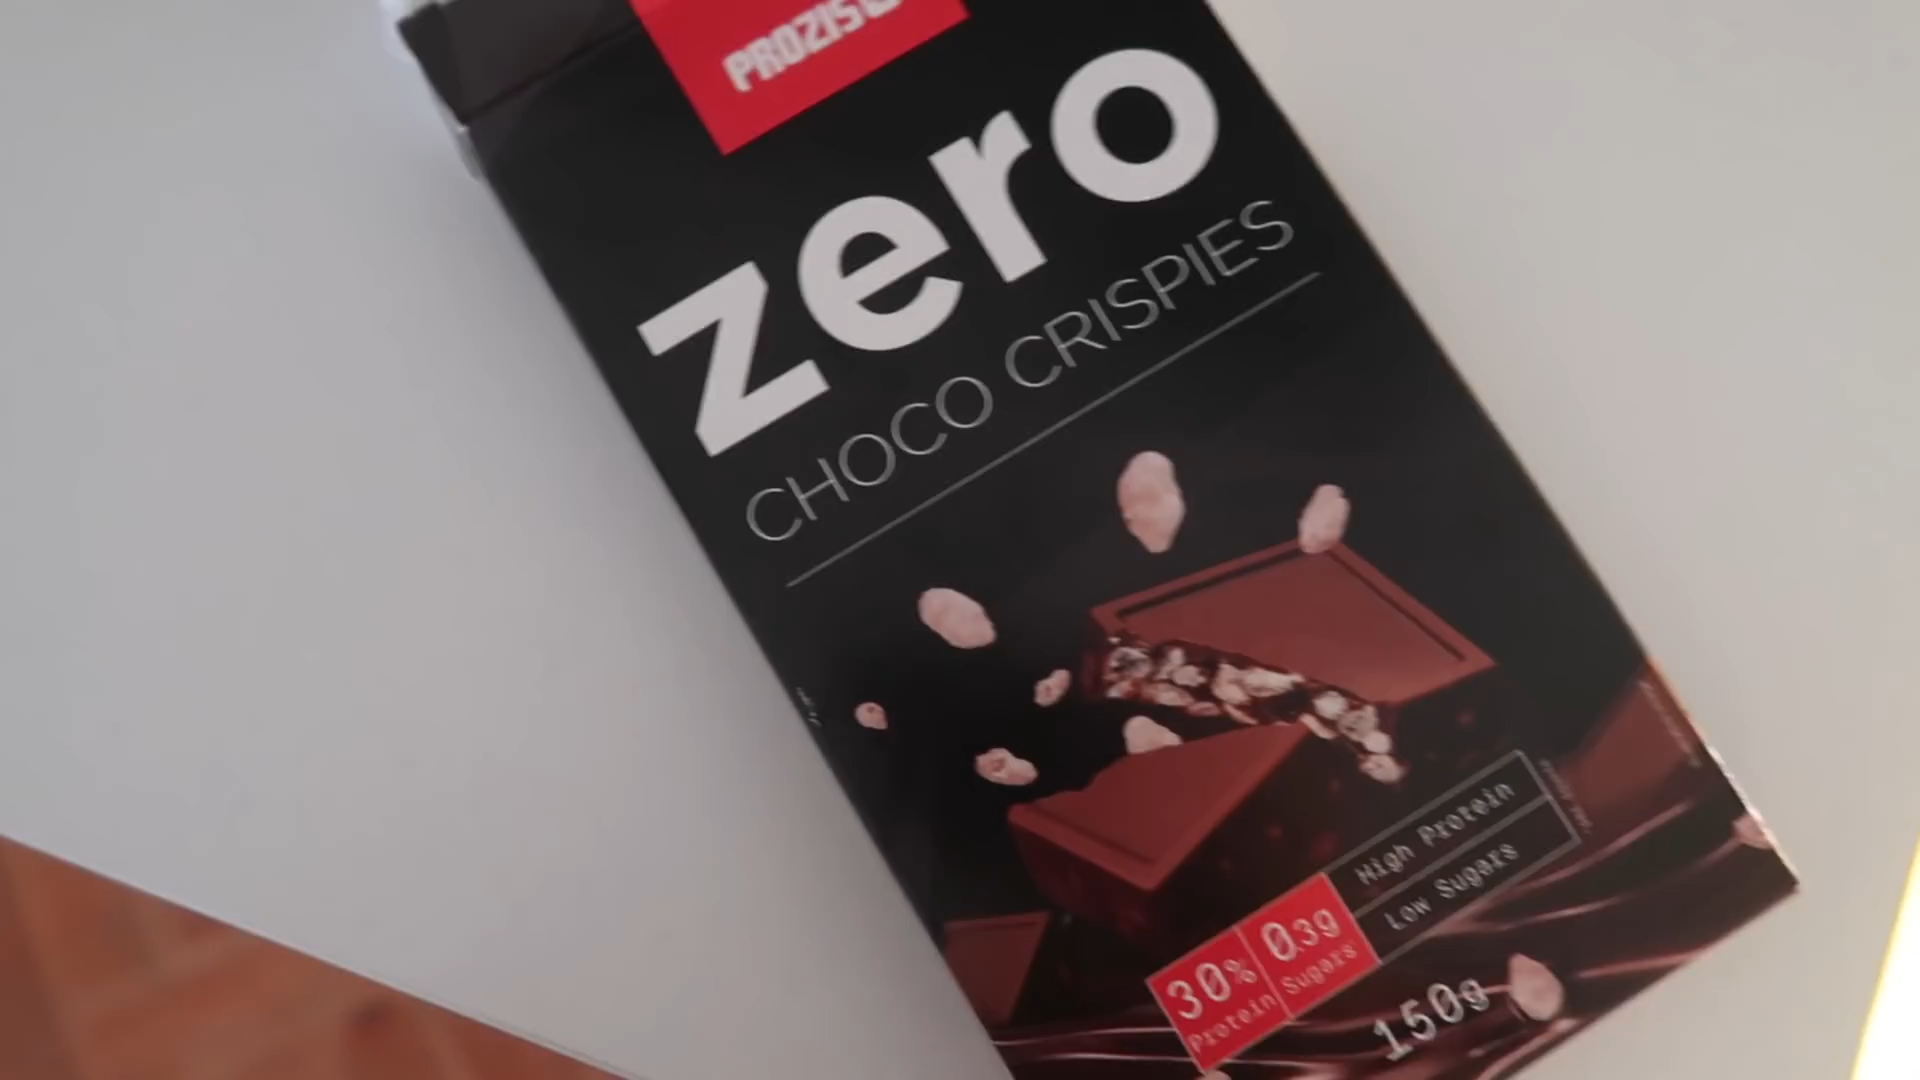 PROZIS
zero
CHOCO CRISPIES
High Protein
Low Sugars
30% Protein
0.3g Sugars
150g